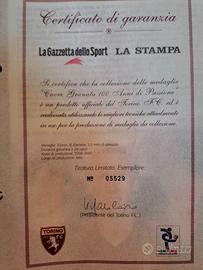 Certificato di garanzia
La Gazzetta dello Sport LA STAMPA
Si certifica che la collezione delle medaglie
"Cuore Granata 100 Anni di Passione"
è un prodotto ufficiale del Torino F.C. ed è
realizzata utilizzando le migliori tecniche attualmente
in uso per la produzione di medaglie da collezione.
Tiratura Limitata. Esemplare:
Nº 05529
(Presidente del Torino F.C.)
TORINO